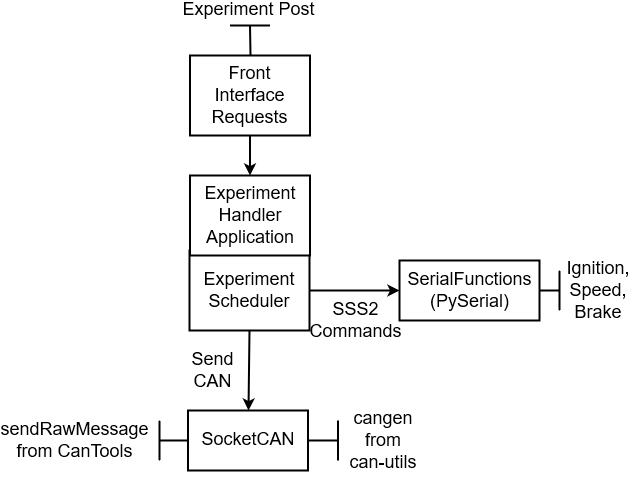 Experiment Post
Front
Interface
Requests
Experiment
Handler
Application
Experiment
Scheduler
SSS2
Commands
SerialFunctions
(PySerial)
Ignition,
Speed,
Brake
Send
CAN
sendRawMessage
from CanTools
SocketCAN
cangen
from
can-utils